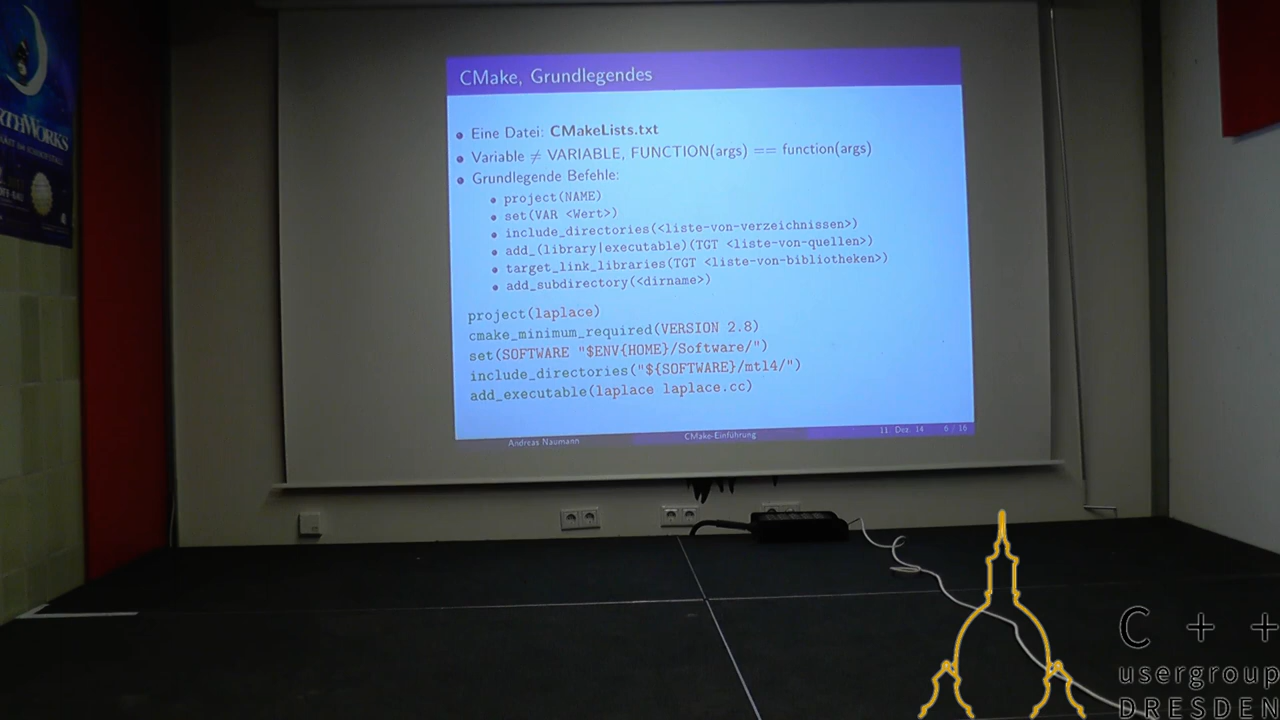 RTHWORKS
CMake, Grundlegendes
Eine Datei: CMakeLists.txt
Variable ≠ VARIABLE, FUNCTION(args) == function(args)
Grundlegende Befehle:
project(NAME)
set(VAR <Wert>)
include_directories(<liste-von-verzeichnissen>)
add_(library|executable)(TGT <liste-von-quellen>)
target_link_libraries(TGT <liste-von-bibliotheken>)
add_subdirectory(<dirname>)
project(laplace)
cmake_minimum_required(VERSION 2.8)
set(SOFTWARE "$ENV{HOME}/Software/")
include_directories("${SOFTWARE}/mtl4/")
add_executable(laplace laplace.cc)
Andreas Naumann CMake-Einführung 11. Dez. 14 6 / 16
C + +
usergroup
DRESDEN